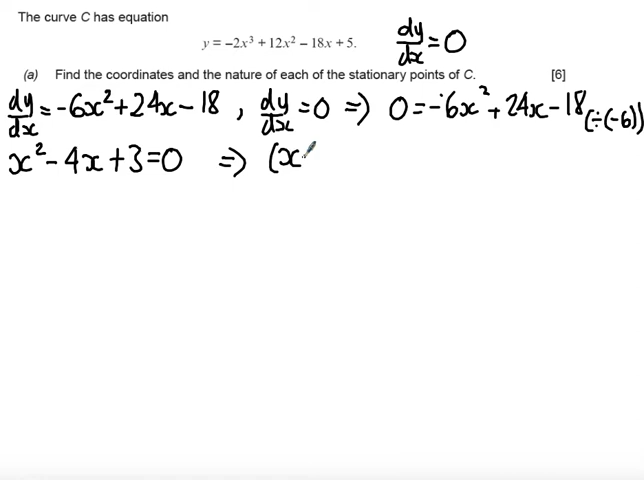 The curve C has equation
y = −2x³ + 12x² − 18x + 5.
dy/dx = 0
(a) Find the coordinates and the nature of each of the stationary points of C. [6]
dy/dx = -6x² + 24x - 18 , dy/dx = 0 => 0 = -6x² + 24x - 18 (÷(-6))
x² - 4x + 3 = 0 => (x